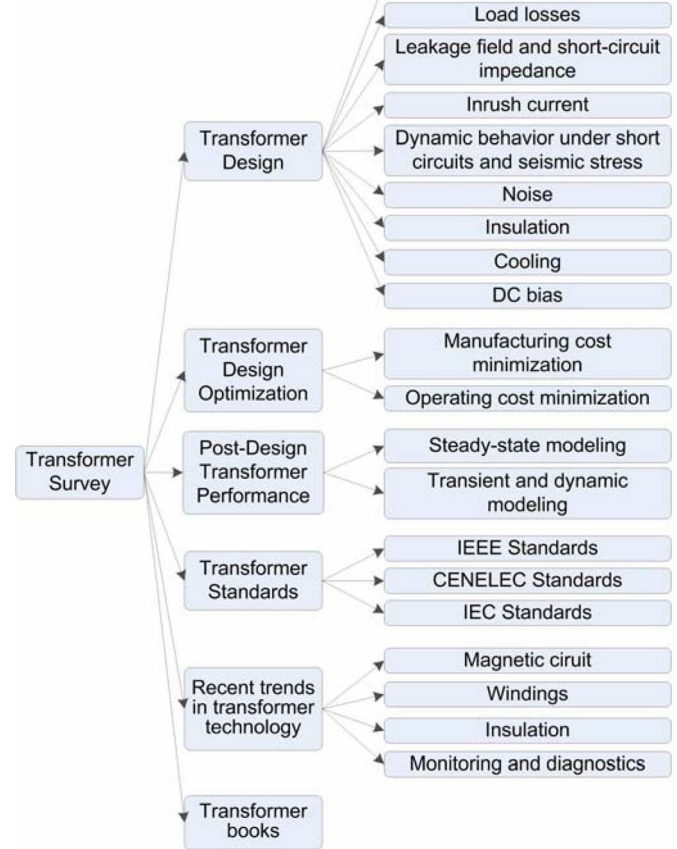 Load losses
Leakage field and short-circuit
impedance
Inrush current
Transformer
Design
Dynamic behavior under short
circuits and seismic stress
Noise
Insulation
Cooling
DC bias
Transformer
Design
Optimization
Manufacturing cost
minimization
Operating cost minimization
Transformer
Survey
Post-Design
Transformer
Performance
Steady-state modeling
Transient and dynamic
modeling
Transformer
Standards
IEEE Standards
CENELEC Standards
IEC Standards
Recent trends
in transformer
technology
Magnetic ciruit
Windings
Insulation
Monitoring and diagnostics
Transformer
books